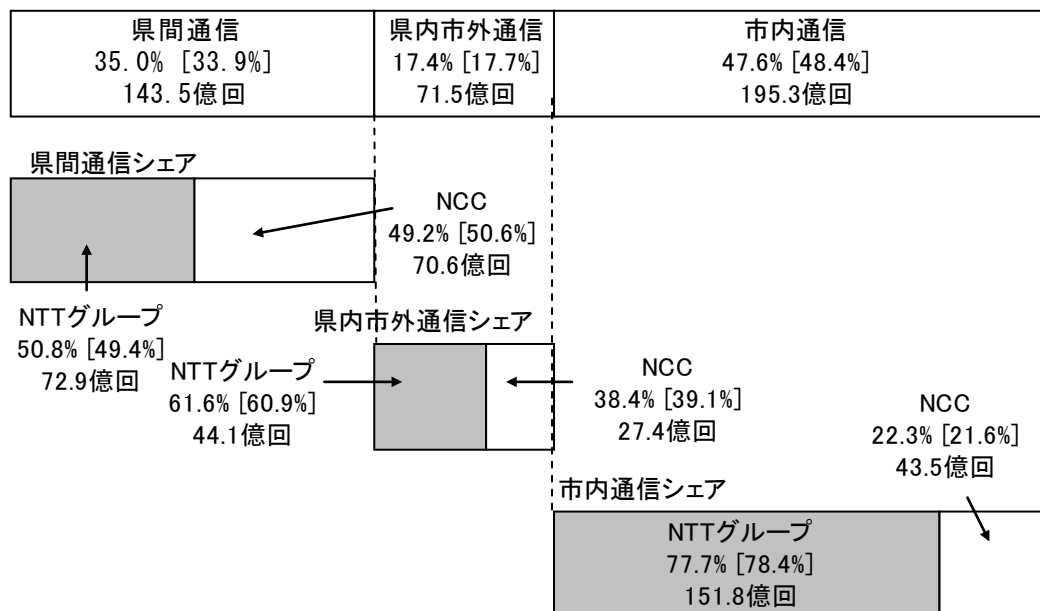 県間通信
35.0% [33.9%]
143.5億回
県内市外通信
17.4% [17.7%]
71.5億回
市内通信
47.6% [48.4%]
195.3億回
県間通信シェア
NCC
49.2% [50.6%]
70.6億回
NTTグループ
50.8% [49.4%]
72.9億回
県内市外通信シェア
NTTグループ
61.6% [60.9%]
44.1億回
NCC
38.4% [39.1%]
27.4億回
NCC
22.3% [21.6%]
43.5億回
市内通信シェア
NTTグループ
77.7% [78.4%]
151.8億回